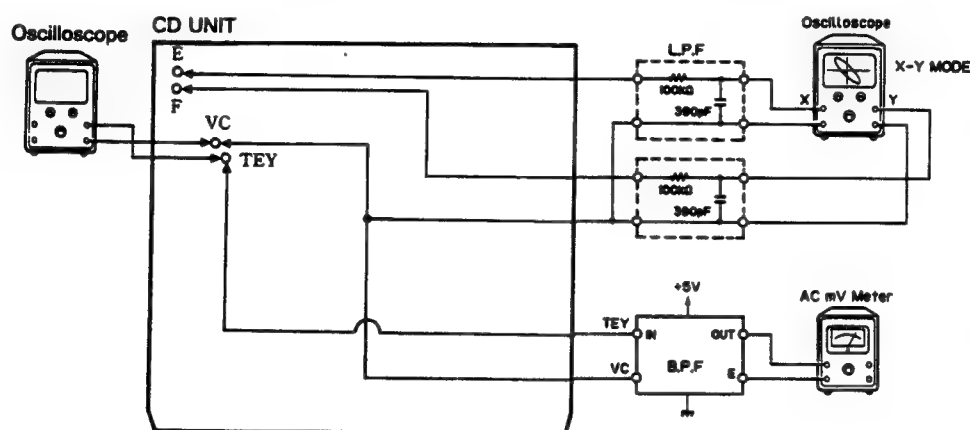 CD UNIT
Oscilloscope
E
F
VC
TEY
L.P.F
100kΩ
390pF
100kΩ
390pF
Oscilloscope
X-Y MODE
X
Y
+5V
TEY
IN
OUT
VC
B.P.F
E
AC mV Meter